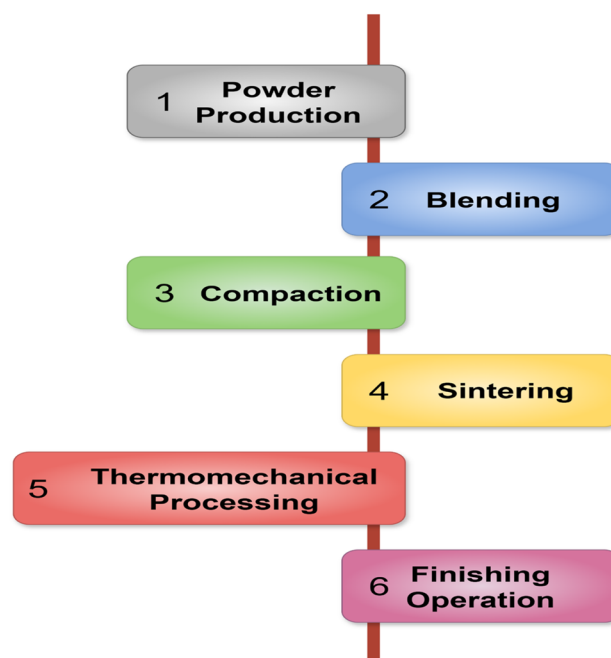 1 Powder
Production
2 Blending
3 Compaction
4 Sintering
5 Thermomechanical
Processing
6 Finishing
Operation